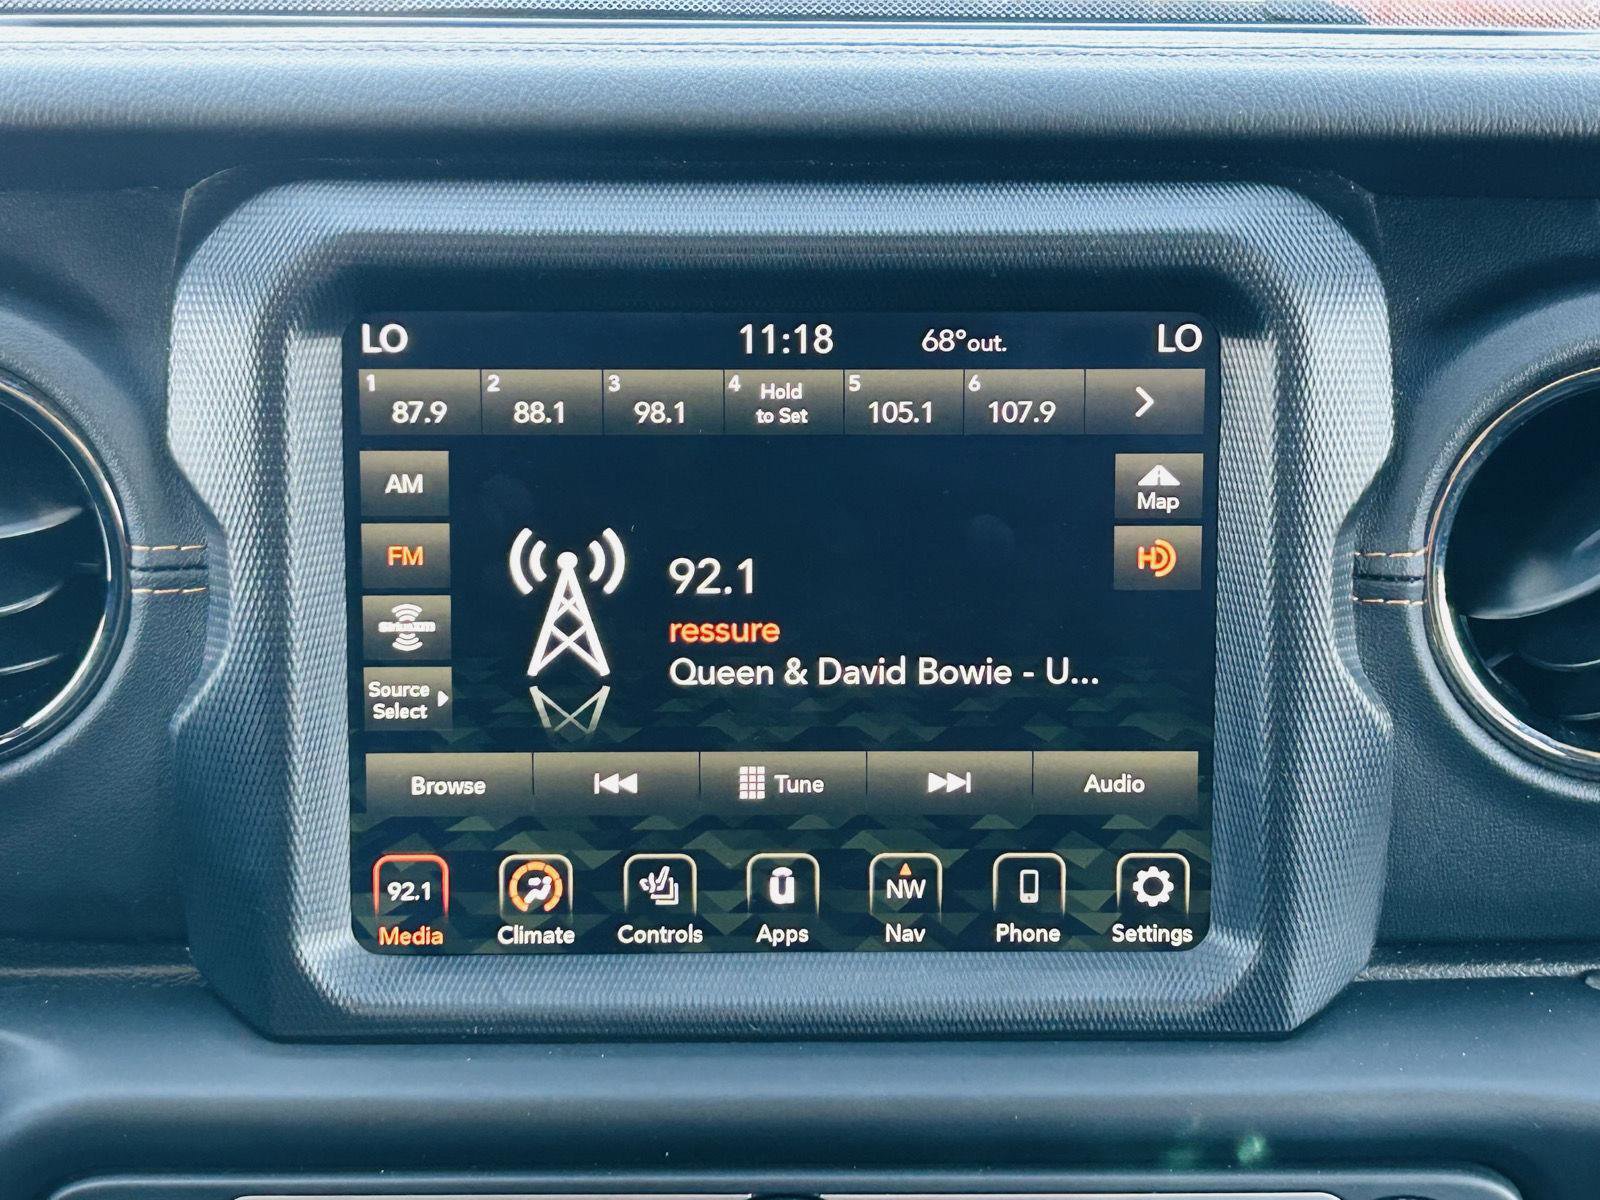 LO 11:18 68°out. LO
1 2 3 4 Hold 5 6
87.9 88.1 98.1 to Set 105.1 107.9
AM
Map
FM
HD
92.1
ressure
SiriusXM
Queen & David Bowie - U...
Source
Select
Browse Tune Audio
92.1 NW
Media Climate Controls Apps Nav Phone Settings